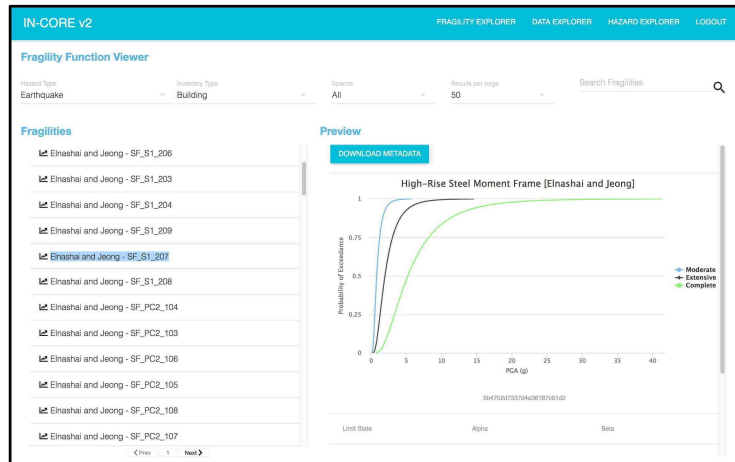 IN-CORE v2
FRAGILITY EXPLORER DATA EXPLORER HAZARD EXPLORER LOGOUT
Fragility Function Viewer
Hazard Type Inventory Type Spaces Results per page
Earthquake Building All 50 Search Fragilities
Fragilities
Elnashai and Jeong - SF_S1_206
Elnashai and Jeong - SF_S1_203
Elnashai and Jeong - SF_S1_204
Elnashai and Jeong - SF_S1_209
Elnashai and Jeong - SF_S1_207
Elnashai and Jeong - SF_S1_208
Elnashai and Jeong - SF_PC2_104
Elnashai and Jeong - SF_PC2_103
Elnashai and Jeong - SF_PC2_106
Elnashai and Jeong - SF_PC2_105
Elnashai and Jeong - SF_PC2_108
Elnashai and Jeong - SF_PC2_107
Prev 1 Next
Preview
DOWNLOAD METADATA
High-Rise Steel Moment Frame [Elnashai and Jeong]
Probability of Exceedance
1
0.75
0.5
0.25
0
0 5 10 15 20 25 30 35 40
PGA (g)
Moderate
Extensive
Complete
5b47b2d7337d4a36187c61d2
Limit State Alpha Beta